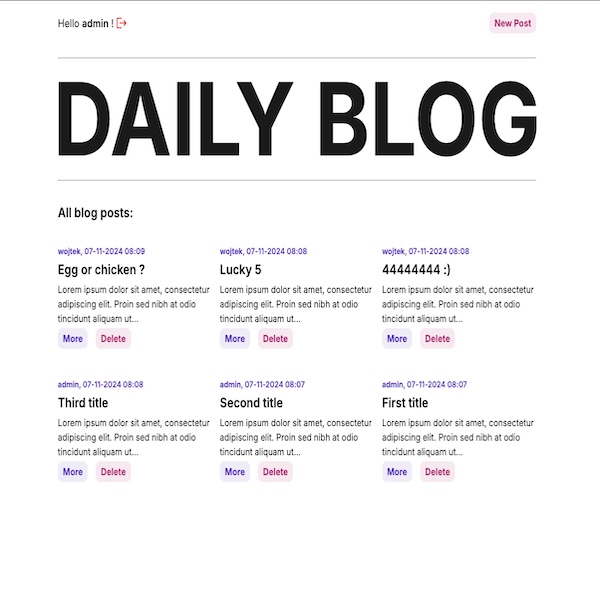 Hello admin !
New Post
DAILY BLOG
All blog posts:
wojtek, 07-11-2024 08:09
Egg or chicken ?
Lorem ipsum dolor sit amet, consectetur
adipiscing elit. Proin sed nibh at odio
tincidunt aliquam ut...
More Delete
wojtek, 07-11-2024 08:08
Lucky 5
Lorem ipsum dolor sit amet, consectetur
adipiscing elit. Proin sed nibh at odio
tincidunt aliquam ut...
More Delete
wojtek, 07-11-2024 08:08
44444444 :)
Lorem ipsum dolor sit amet, consectetur
adipiscing elit. Proin sed nibh at odio
tincidunt aliquam ut...
More Delete
admin, 07-11-2024 08:08
Third title
Lorem ipsum dolor sit amet, consectetur
adipiscing elit. Proin sed nibh at odio
tincidunt aliquam ut...
More Delete
admin, 07-11-2024 08:07
Second title
Lorem ipsum dolor sit amet, consectetur
adipiscing elit. Proin sed nibh at odio
tincidunt aliquam ut...
More Delete
admin, 07-11-2024 08:07
First title
Lorem ipsum dolor sit amet, consectetur
adipiscing elit. Proin sed nibh at odio
tincidunt aliquam ut...
More Delete